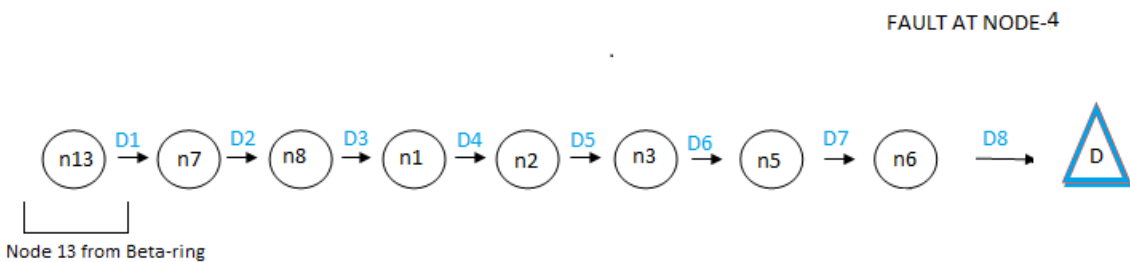 FAULT AT NODE-4
D1 D2 D3 D4 D5 D6 D7 D8
n13 n7 n8 n1 n2 n3 n5 n6 D
Node 13 from Beta-ring